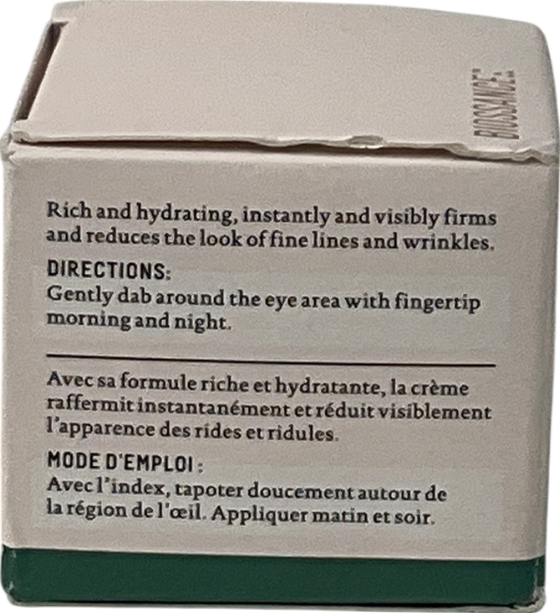 BIOSSANCE
Rich and hydrating, instantly and visibly firms
and reduces the look of fine lines and wrinkles.
DIRECTIONS:
Gently dab around the eye area with fingertip
morning and night.
Avec sa formule riche et hydratante, la crème
raffermit instantanément et réduit visiblement
l'apparence des rides et ridules.
MODE D'EMPLOI :
Avec l'index, tapoter doucement autour de
la région de l'œil. Appliquer matin et soir.